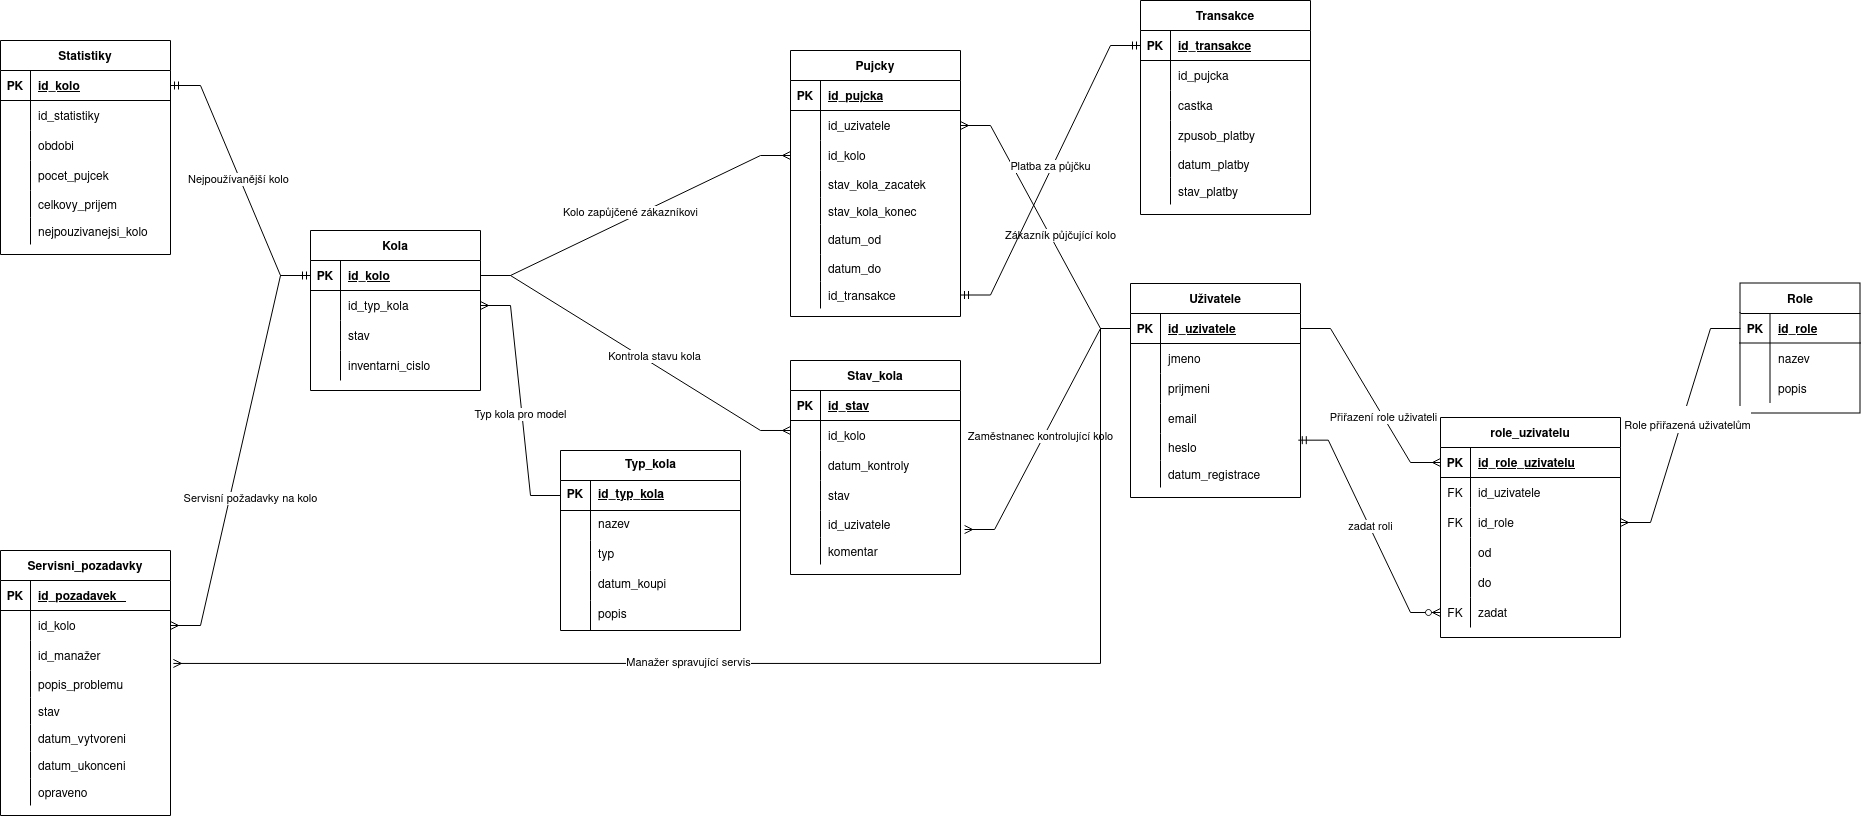 Statistiky
PK id_kolo
id_statistiky
obdobi
pocet_pujcek
celkovy_prijem
nejpouzivanejsi_kolo
Nejpoužívanější kolo
Kola
PK id_kolo
id_typ_kola
stav
inventarni_cislo
Servisní požadavky na kolo
Servisni_pozadavky
PK id_pozadavek_
id_kolo
id_manažer
popis_problemu
stav
datum_vytvoreni
datum_ukonceni
opraveno
Kolo zapůjčené zákazníkovi
Kontrola stavu kola
Typ kola pro model
Typ_kola
PK id_typ_kola
nazev
typ
datum_koupi
popis
Manažer spravující servis
Pujcky
PK id_pujcka
id_uzivatele
id_kolo
stav_kola_zacatek
stav_kola_konec
datum_od
datum_do
id_transakce
Stav_kola
PK id_stav
id_kolo
datum_kontroly
stav
id_uzivatele
komentar
Platba za půjčku
Zákazník půjčující kolo
Zaměstnanec kontrolující kolo
Transakce
PK id_transakce
id_pujcka
castka
zpusob_platby
datum_platby
stav_platby
Uživatele
PK id_uzivatele
jmeno
prijmeni
email
heslo
datum_registrace
Přiřazení role uživateli
zadat roli
role_uzivatelu
PK id_role_uzivatelu
FK id_uzivatele
FK id_role
od
do
FK zadat
Role přiřazená uživatelům
Role
PK id_role
nazev
popis